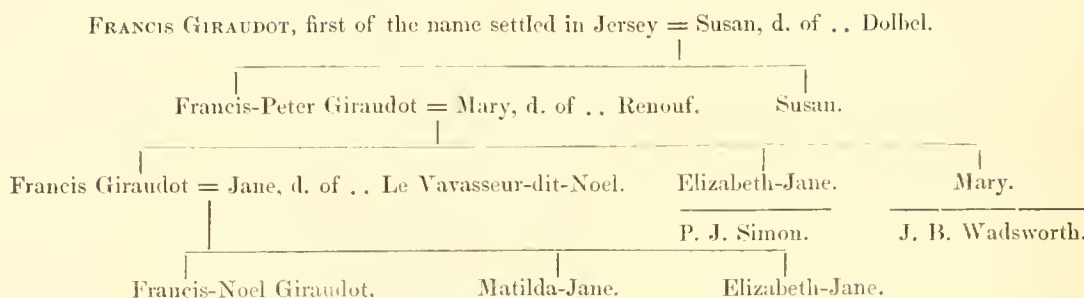 FRANCIS GIRAUDOT, first of the name settled in Jersey = Susan, d. of .. Dolbel.
Francis-Peter Giraudot = Mary, d. of .. Renouf. Susan.
Francis Giraudot = Jane, d. of .. Le Vavasseur-dit-Noel. Elizabeth-Jane. Mary.
P. J. Simon. J. B. Wadsworth.
Francis-Noel Giraudot. Matilda-Jane. Elizabeth-Jane.